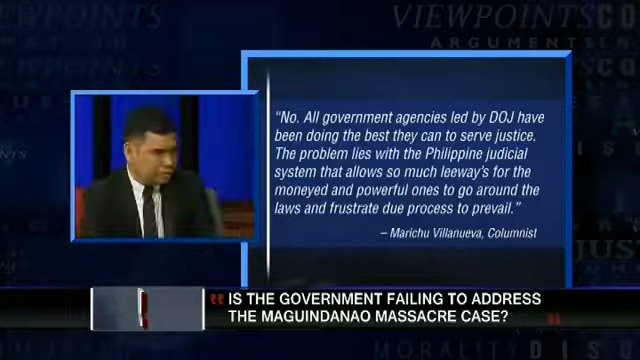 VIEWPOINTS
ARGUMENT
"No. All government agencies led by DOJ have
been doing the best they can to serve justice.
The problem lies with the Philippine judicial
system that allows so much leeway's for the
moneyed and powerful ones to go around the
laws and frustrate due process to prevail."
– Marichu Villanueva, Columnist
IS THE GOVERNMENT FAILING TO ADDRESS
THE MAGUINDANAO MASSACRE CASE?
MORALITY